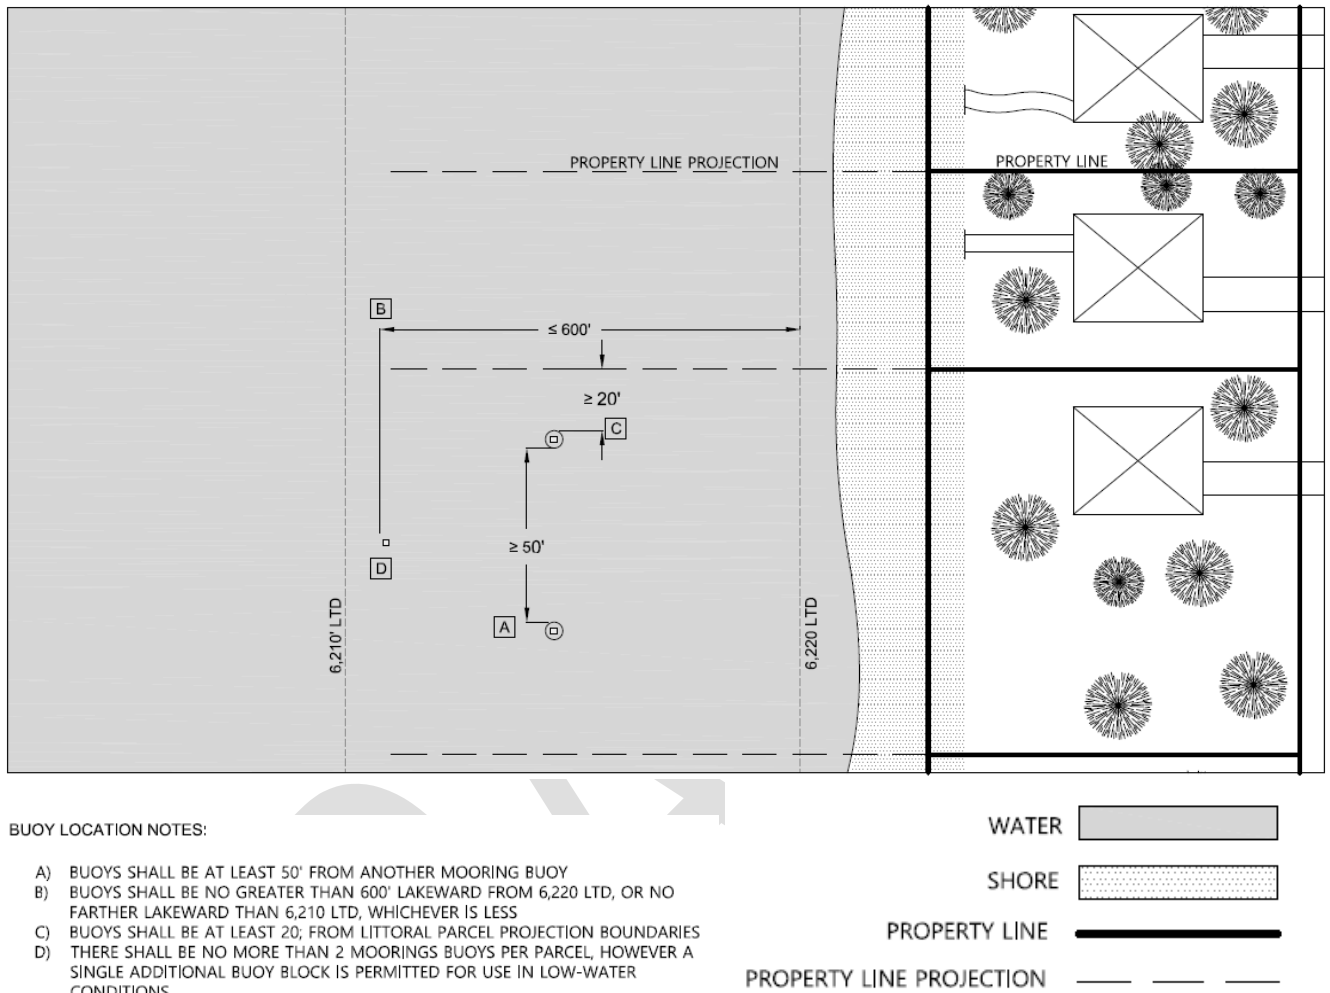 PROPERTY LINE PROJECTION
PROPERTY LINE
B
≤ 600'
≥ 20'
C
≥ 50'
D
A
6,210' LTD
6,220 LTD
BUOY LOCATION NOTES:
A) BUOYS SHALL BE AT LEAST 50' FROM ANOTHER MOORING BUOY
B) BUOYS SHALL BE NO GREATER THAN 600' LAKEWARD FROM 6,220 LTD, OR NO
FARTHER LAKEWARD THAN 6,210 LTD, WHICHEVER IS LESS
C) BUOYS SHALL BE AT LEAST 20; FROM LITTORAL PARCEL PROJECTION BOUNDARIES
D) THERE SHALL BE NO MORE THAN 2 MOORINGS BUOYS PER PARCEL, HOWEVER A
SINGLE ADDITIONAL BUOY BLOCK IS PERMITTED FOR USE IN LOW-WATER
CONDITIONS
WATER
SHORE
PROPERTY LINE
PROPERTY LINE PROJECTION